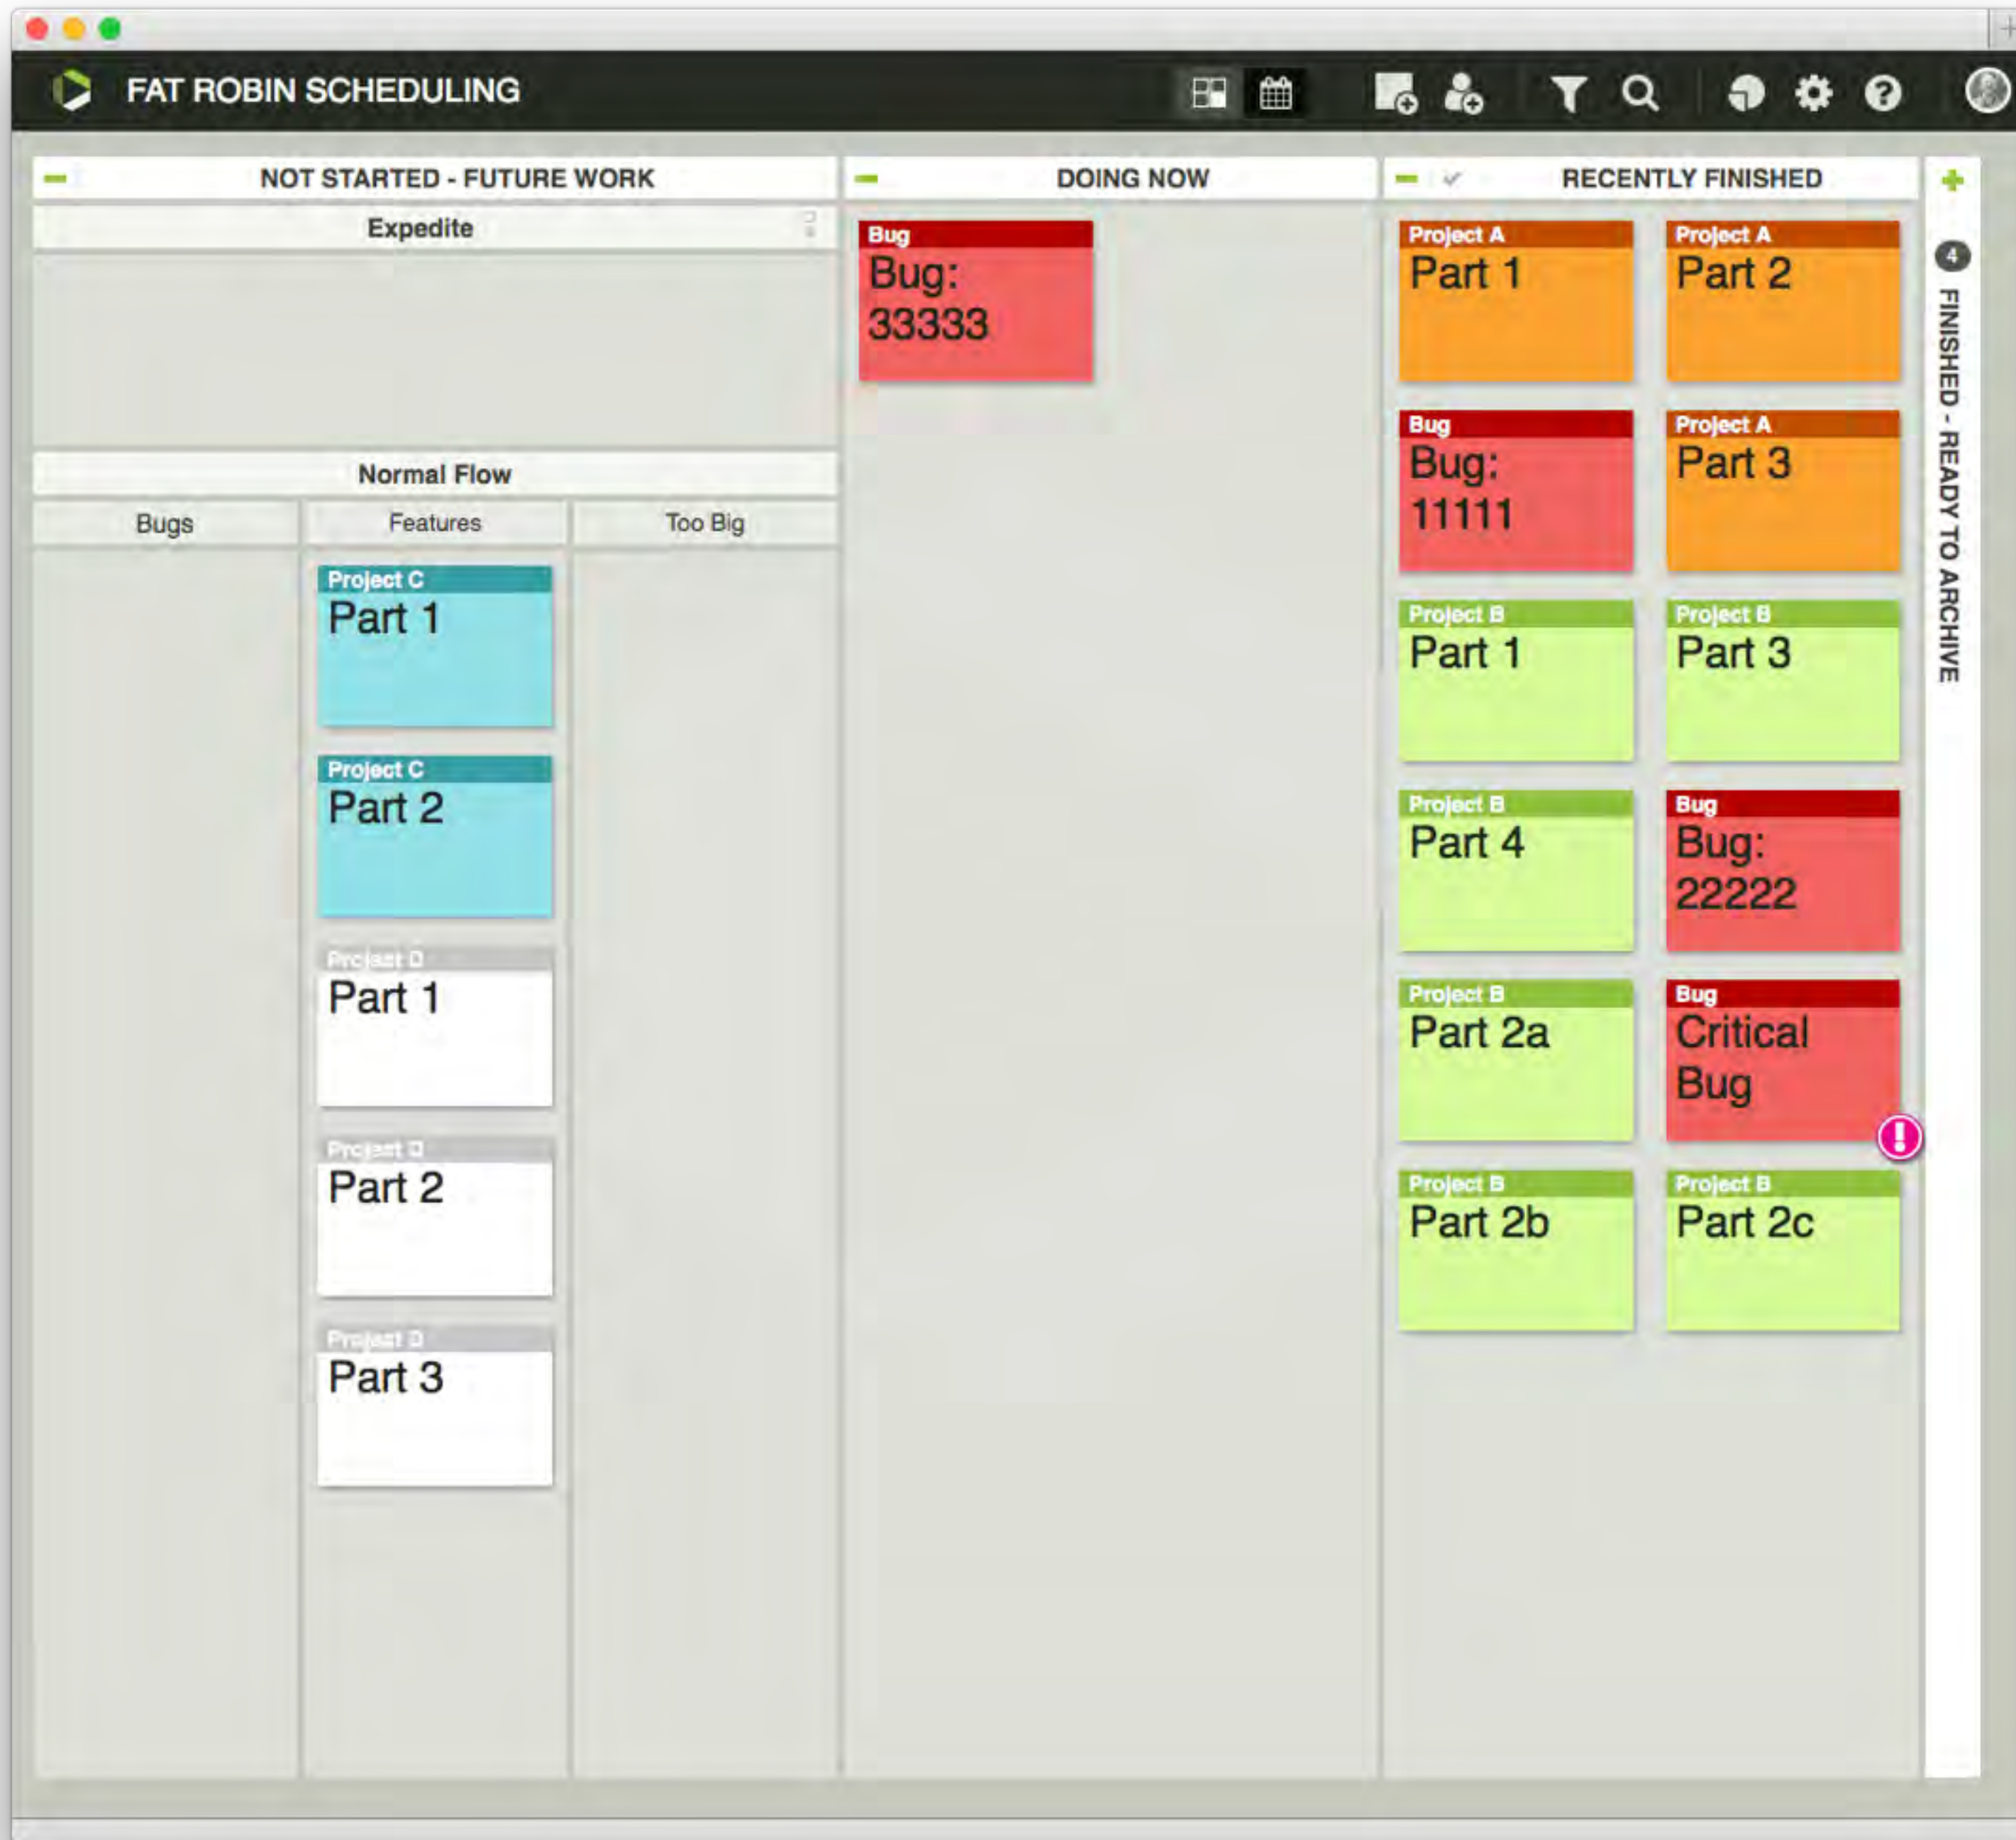 FAT ROBIN SCHEDULING
NOT STARTED - FUTURE WORK
Expedite
Normal Flow
Bugs
Features
Too Big
Project C
Part 1
Project C
Part 2
Project D
Part 1
Project D
Part 2
Project D
Part 3
DOING NOW
Bug
Bug:
33333
RECENTLY FINISHED
Project A
Part 1
Project A
Part 2
Bug
Bug:
11111
Project A
Part 3
Project B
Part 1
Project B
Part 3
Project B
Part 4
Bug
Bug:
22222
Project B
Part 2a
Bug
Critical
Bug
Project B
Part 2b
Project B
Part 2c
4
FINISHED - READY TO ARCHIVE